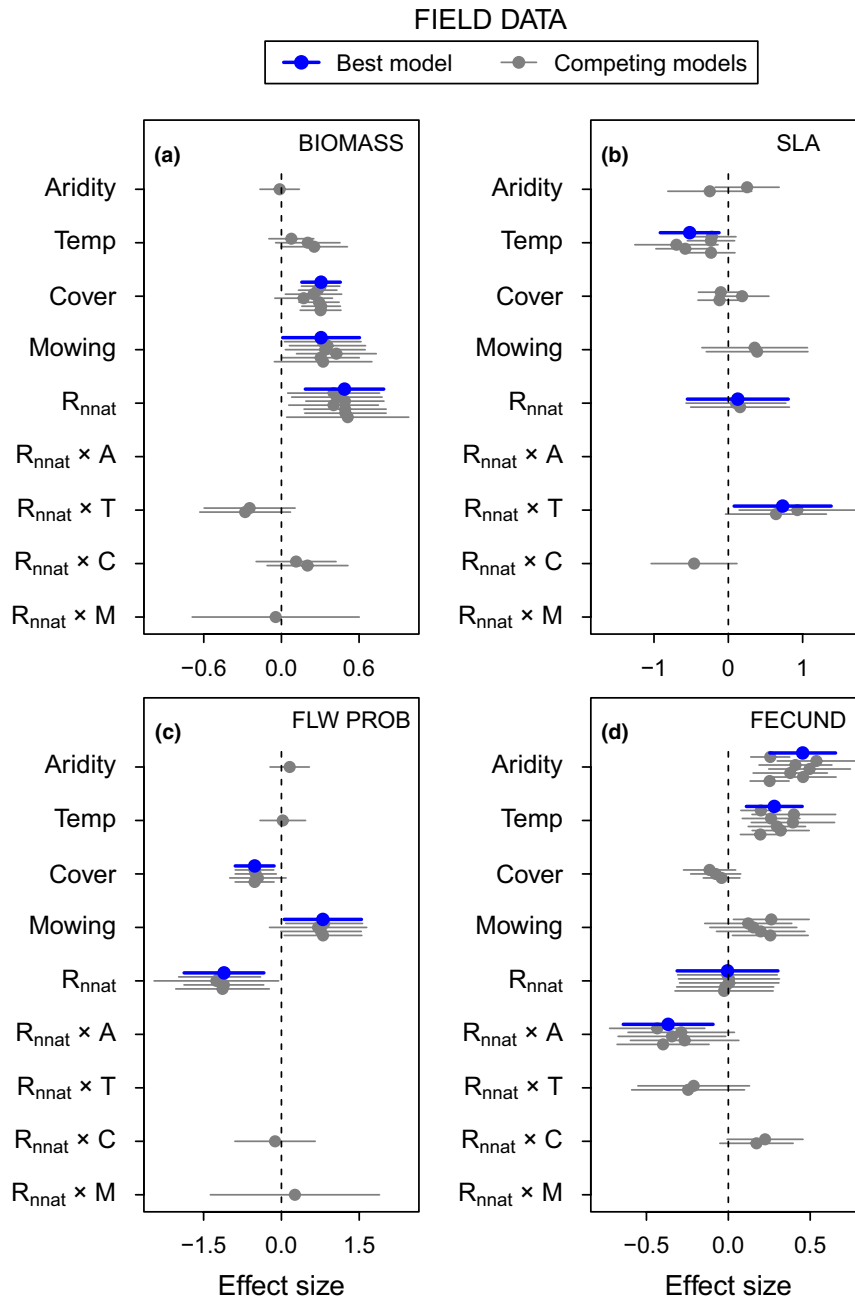 FIELD DATA
Best model Competing models
(a) BIOMASS
Aridity
Temp
Cover
Mowing
Rnnat
Rnnat × A
Rnnat × T
Rnnat × C
Rnnat × M
−0.6 0.0 0.6
(b) SLA
Aridity
Temp
Cover
Mowing
Rnnat
Rnnat × A
Rnnat × T
Rnnat × C
Rnnat × M
−1 0 1
(c) FLW PROB
Aridity
Temp
Cover
Mowing
Rnnat
Rnnat × A
Rnnat × T
Rnnat × C
Rnnat × M
−1.5 0.0 1.5
Effect size
(d) FECUND
Aridity
Temp
Cover
Mowing
Rnnat
Rnnat × A
Rnnat × T
Rnnat × C
Rnnat × M
−0.5 0.0 0.5
Effect size